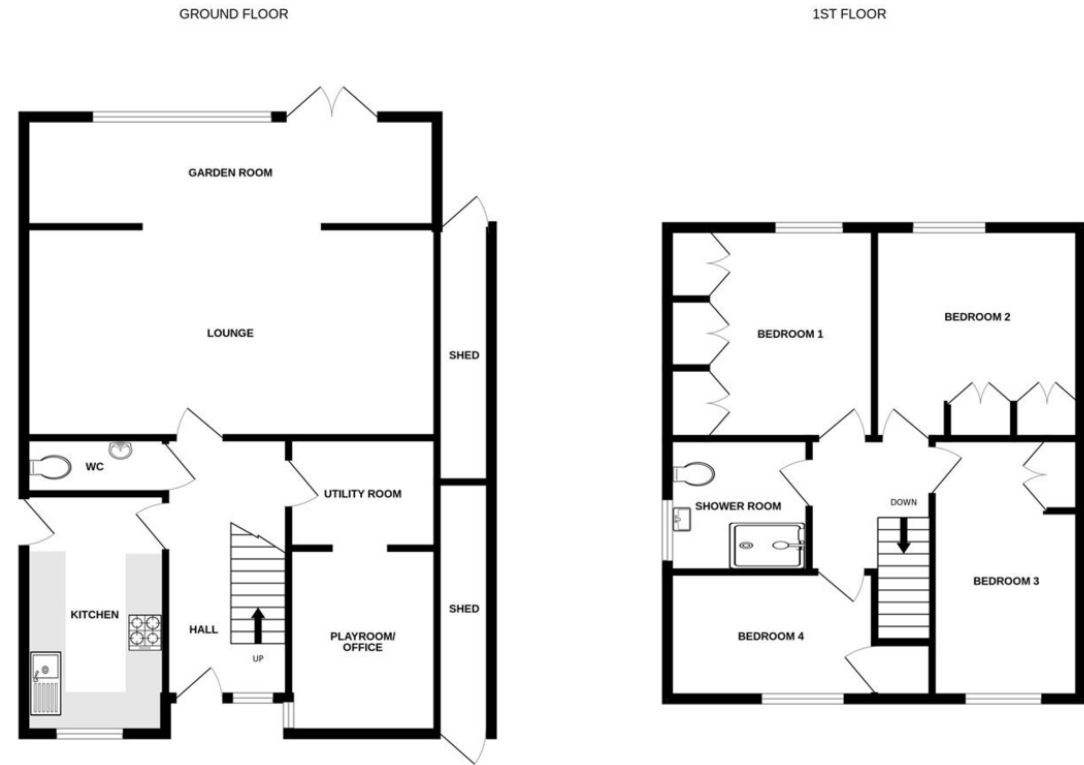 GROUND FLOOR
GARDEN ROOM
LOUNGE
SHED
WC
UTILITY ROOM
KITCHEN
HALL
PLAYROOM/
OFFICE
SHED
UP
1ST FLOOR
BEDROOM 1
BEDROOM 2
SHOWER ROOM
DOWN
BEDROOM 3
BEDROOM 4